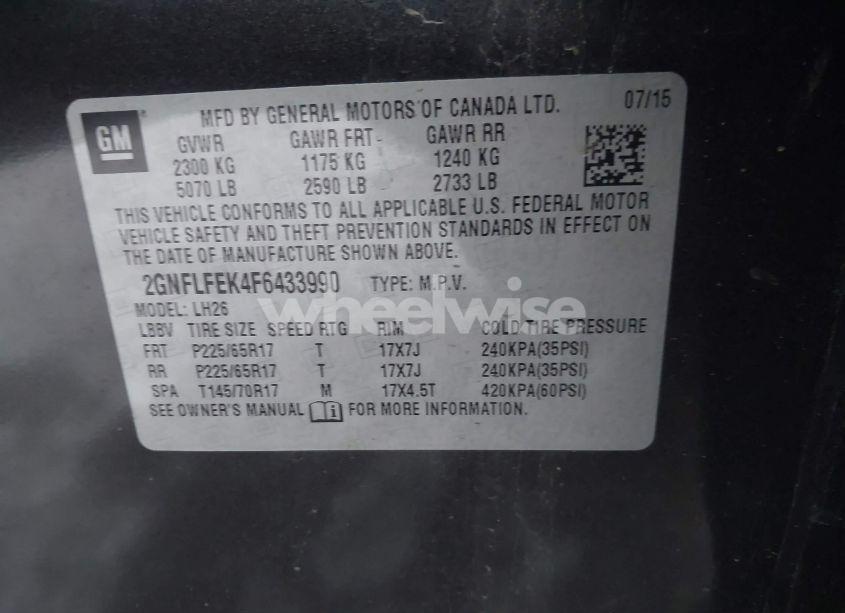 GM
MFD BY GENERAL MOTORS OF CANADA LTD. 07/15
GVWR GAWR FRT GAWR RR
2300 KG 1175 KG 1240 KG
5070 LB 2590 LB 2733 LB
THIS VEHICLE CONFORMS TO ALL APPLICABLE U.S. FEDERAL MOTOR
VEHICLE SAFETY AND THEFT PREVENTION STANDARDS IN EFFECT ON
THE DATE OF MANUFACTURE SHOWN ABOVE.
2GNFLFEK4F6433990 TYPE: M.P.V.
wheelwise
MODEL: LH26
LBBV TIRE SIZE SPEED RTG RIM COLD TIRE PRESSURE
FRT P225/65R17 T 17X7J 240KPA(35PSI)
RR P225/65R17 T 17X7J 240KPA(35PSI)
SPA T145/70R17 M 17X4.5T 420KPA(60PSI)
SEE OWNER'S MANUAL FOR MORE INFORMATION.